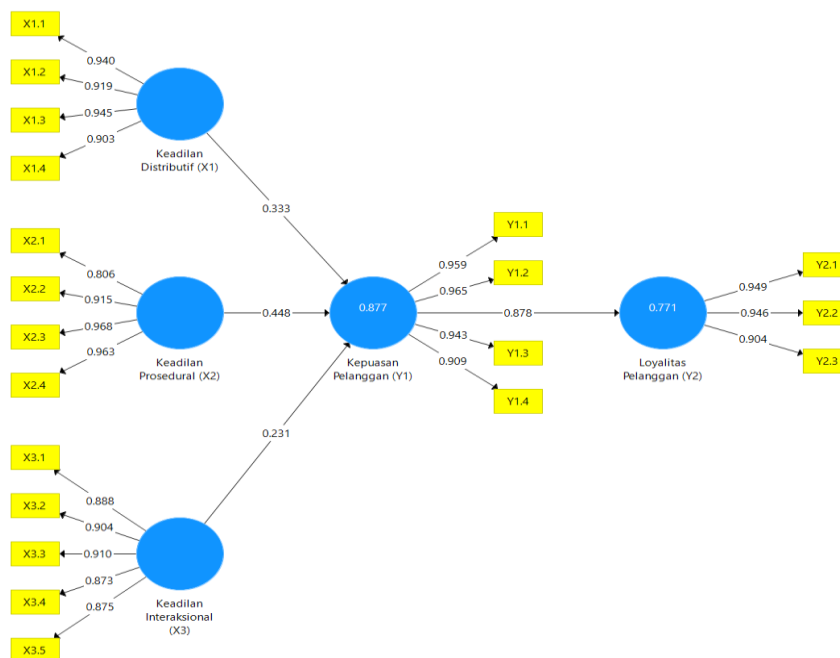 X1.1
0.940
X1.2
0.919
X1.3
0.945
0.903
X1.4
Keadilan
Distributif (X1)
0.333
X2.1
0.806
X2.2
0.915
X2.3
0.968
0.963
X2.4
Keadilan
Prosedural (X2)
0.448
X3.1
0.888
X3.2
0.904
X3.3
0.910
0.873
X3.4
0.875
X3.5
Keadilan
Interaksional
(X3)
0.231
0.877
Kepuasan
Pelanggan (Y1)
Y1.1
0.959
Y1.2
0.965
0.943
Y1.3
0.909
Y1.4
0.878
0.771
Loyalitas
Pelanggan (Y2)
Y2.1
0.949
0.946
Y2.2
0.904
Y2.3